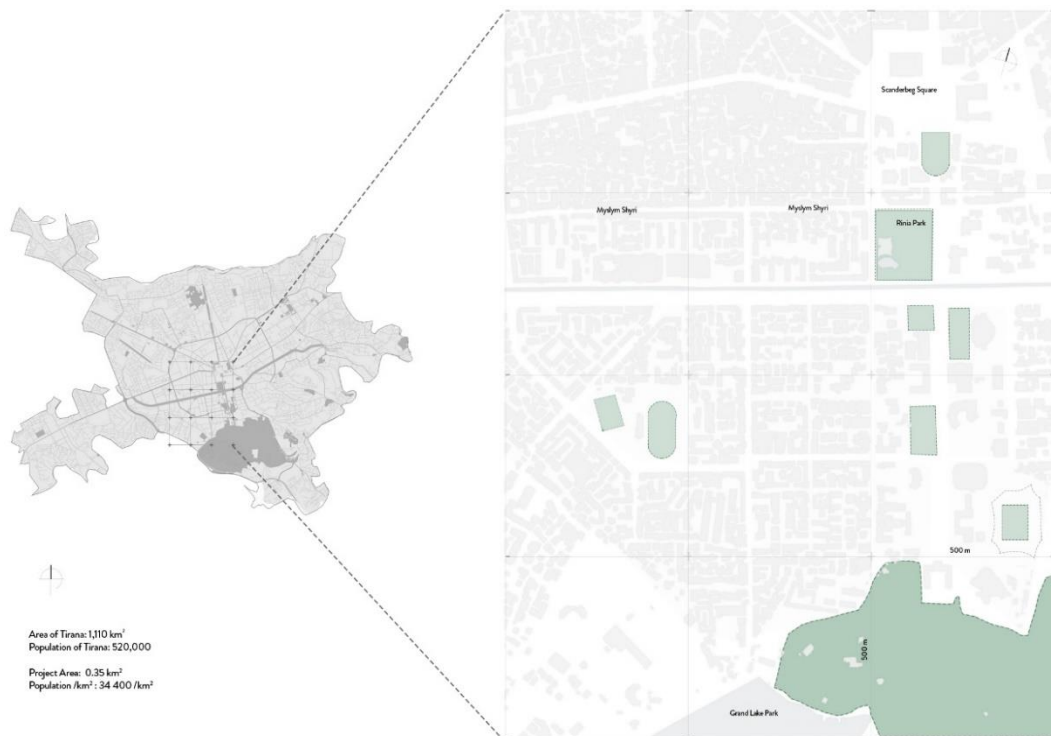 Scanderbeg Square
Myslym Shyri
Myslym Shyri
Rinia Park
500 m
500 m
Grand Lake Park
Area of Tirana: 1,110 km²
Population of Tirana: 520,000
Project Area: 0.35 km²
Population /km² : 34 400 /km²